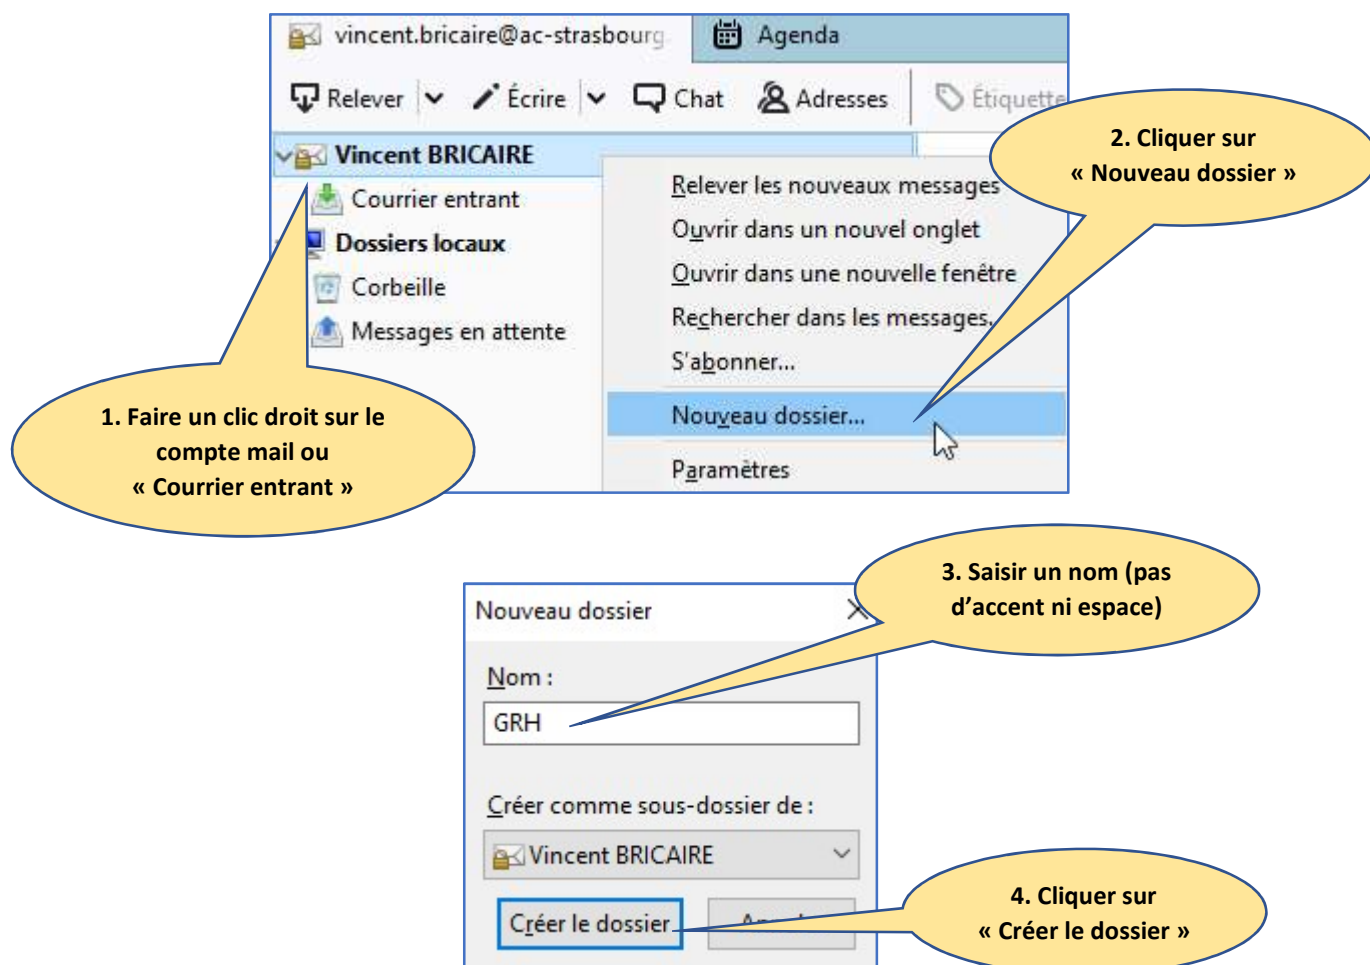 vincent.bricaire@ac-strasbourg
Agenda
Relever
Écrire
Chat
Adresses
Étiquette
Vincent BRICAIRE
Courrier entrant
Dossiers locaux
Corbeille
Messages en attente
Relever les nouveaux messages
Ouvrir dans un nouvel onglet
Ouvrir dans une nouvelle fenêtre
Rechercher dans les messages.
S'abonner...
Nouveau dossier...
Paramètres
2. Cliquer sur
« Nouveau dossier »
1. Faire un clic droit sur le
compte mail ou
« Courrier entrant »
3. Saisir un nom (pas
d’accent ni espace)
Nouveau dossier
Nom :
GRH
Créer comme sous-dossier de :
Vincent BRICAIRE
Créer le dossier
4. Cliquer sur
« Créer le dossier »